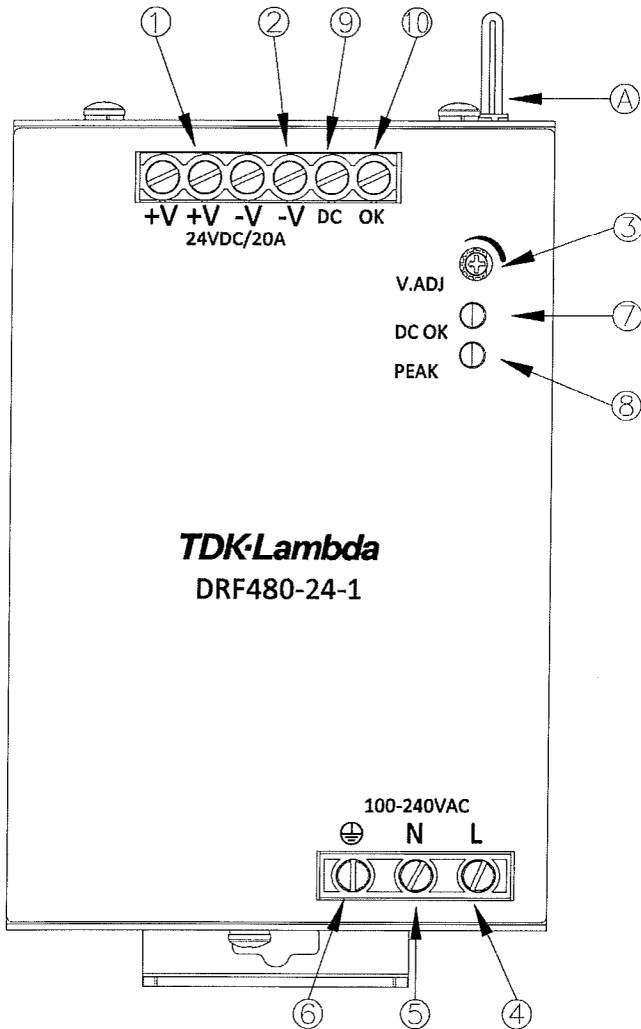 ① ② ⑨ ⑩
Ⓐ
+V +V -V -V DC OK
24VDC/20A
③
V.ADJ
⑦
DC OK
PEAK
⑧
TDK·Lambda
DRF480-24-1
100-240VAC
N L
⑥ ⑤ ④